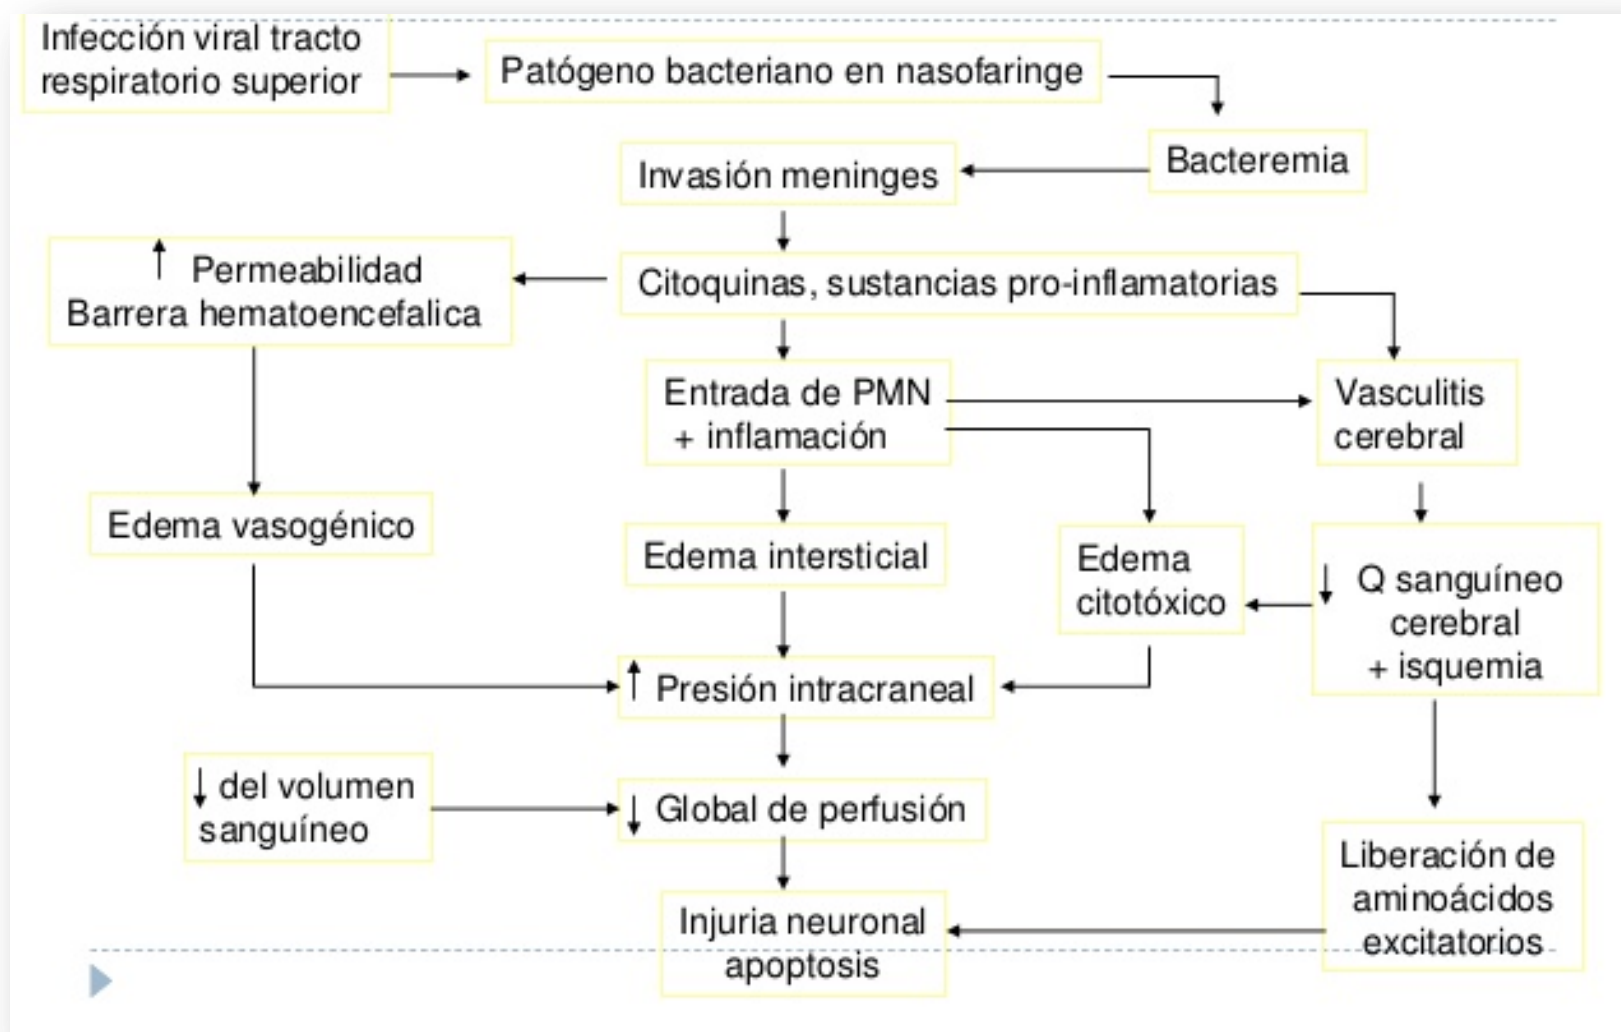 Infección viral tracto
respiratorio superior
Patógeno bacteriano en nasofaringe
Bacteremia
Invasión meninges
↑ Permeabilidad
Barrera hematoencefalica
Citoquinas, sustancias pro-inflamatorias
Entrada de PMN
+ inflamación
Vasculitis
cerebral
Edema vasogénico
Edema intersticial
Edema
citotóxico
↓ Q sanguíneo
cerebral
+ isquemia
↑ Presión intracraneal
↓ del volumen
sanguíneo
↓ Global de perfusión
Liberación de
aminoácidos
excitatorios
Injuria neuronal
apoptosis